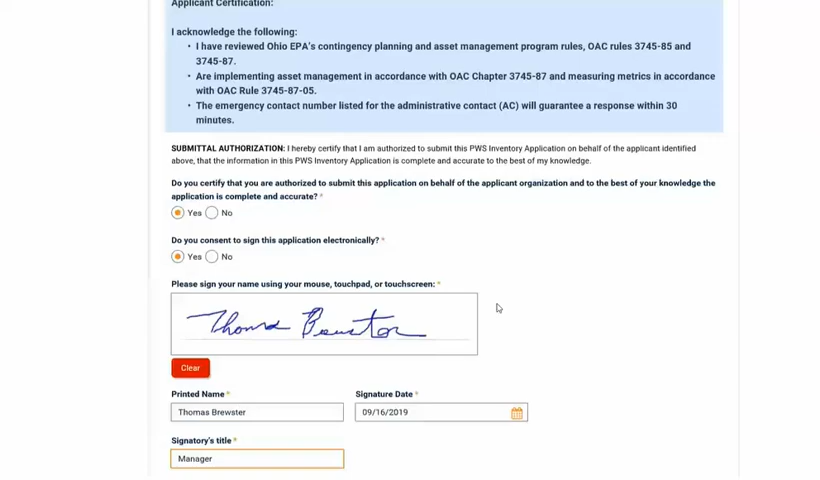 Applicant Certification:
I acknowledge the following:
• I have reviewed Ohio EPA's contingency planning and asset management program rules, OAC rules 3745-85 and
3745-87.
• Are implementing asset management in accordance with OAC Chapter 3745-87 and measuring metrics in accordance
with OAC Rule 3745-87-05.
• The emergency contact number listed for the administrative contact (AC) will guarantee a response within 30
minutes.
SUBMITTAL AUTHORIZATION: I hereby certify that I am authorized to submit this PWS Inventory Application on behalf of the applicant identified
above, that the information in this PWS Inventory Application is complete and accurate to the best of my knowledge.
Do you certify that you are authorized to submit this application on behalf of the applicant organization and to the best of your knowledge the
application is complete and accurate? *
Yes No
Do you consent to sign this application electronically? *
Yes No
Please sign your name using your mouse, touchpad, or touchscreen: *
Thomas Brewster
Clear
Printed Name * Signature Date *
Thomas Brewster 09/16/2019
Signatory's title *
Manager